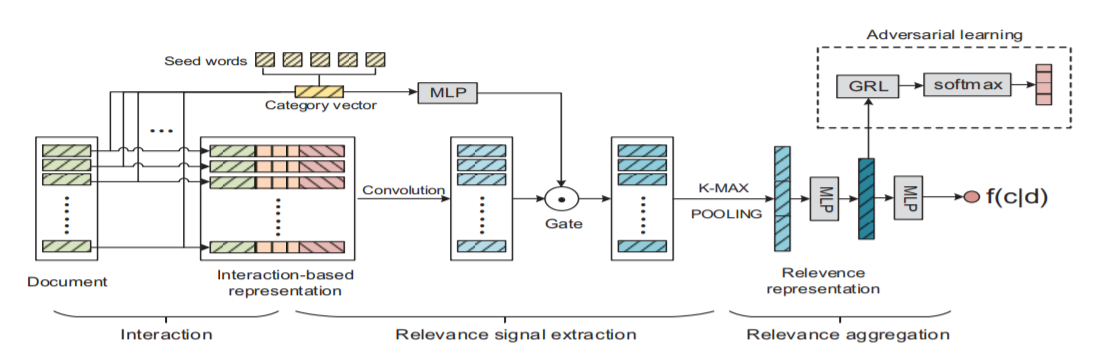 Adversarial learning
Seed words
GRL
softmax
MLP
Category vector
...
Convolution
K-MAX
POOLING
MLP
MLP
f(c|d)
Gate
Document
Interaction-based
representation
Relevence
representation
Interaction
Relevance signal extraction
Relevance aggregation